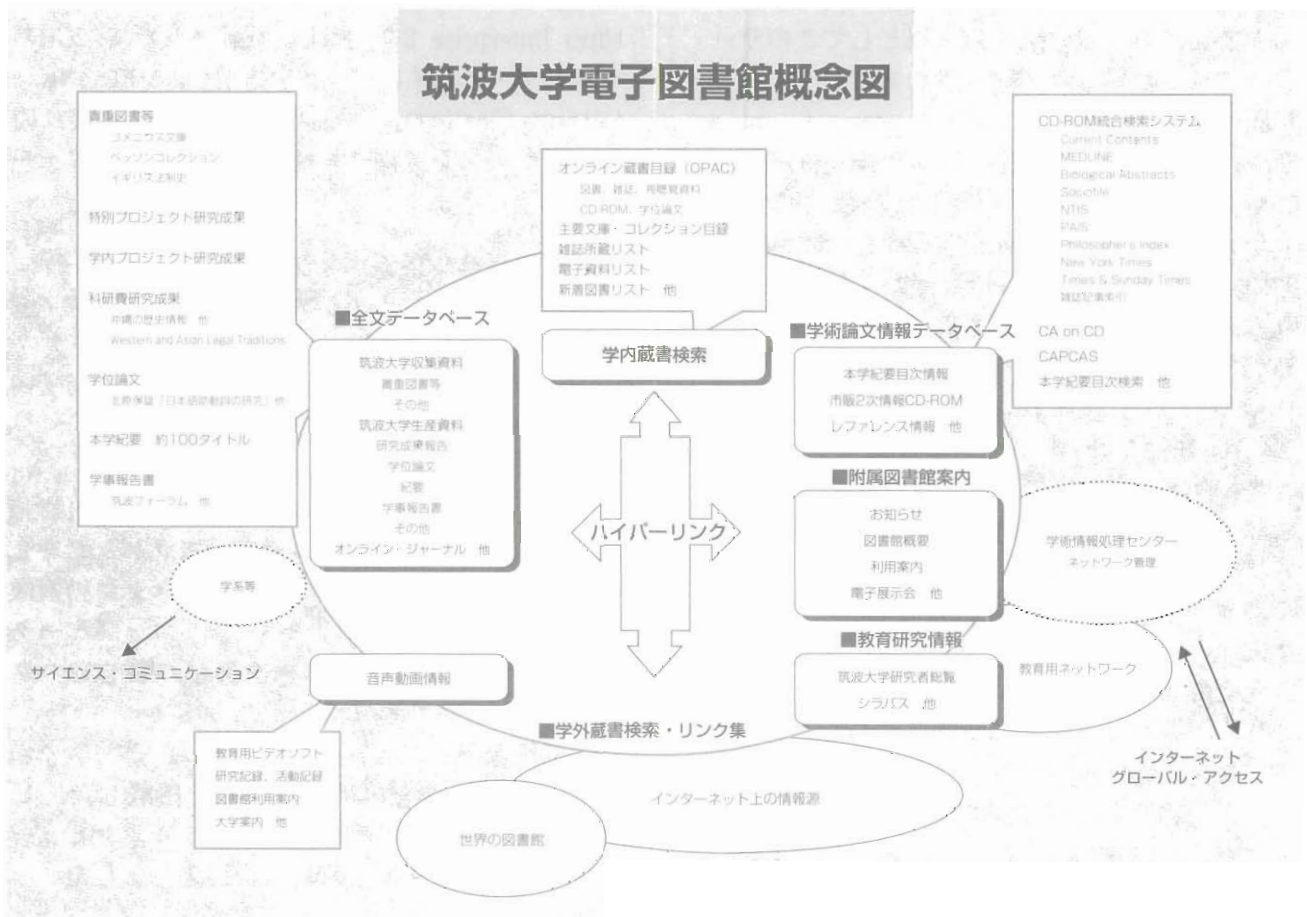 筑波大学電子図書館概念図
貴重図書等
コメニウス文庫
ベッソンコレクション
イギリス法制史
特別プロジェクト研究成果
学内プロジェクト研究成果
科研費研究成果
沖縄の歴史情報 他
Western and Asian Legal Traditions
学位論文
北原保雄「日本語助動詞の研究」他
本学紀要 約100タイトル
学事報告書
筑波フォーラム 他
■全文データベース
筑波大学収集資料
貴重図書等
その他
筑波大学生産資料
研究成果報告
学位論文
紀要
学事報告書
その他
オンライン・ジャーナル 他
オンライン蔵書目録(OPAC)
図書、雑誌、視聴覚資料
CD-ROM、学位論文
主要文庫・コレクション目録
雑誌所蔵リスト
電子資料リスト
新着図書リスト 他
学内蔵書検索
ハイパーリンク
CD-ROM統合検索システム
Current Contents
MEDLINE
Biological Abstracts
Sociofile
NTIS
PAIS
Philosopher's Index
New York Times
Times & Sunday Times
雑誌記事索引
CA on CD
CAPCAS
本学紀要目次検索 他
■学術論文情報データベース
本学紀要目次情報
市販2次情報CD-ROM
レファレンス情報 他
■附属図書館案内
お知らせ
図書館概要
利用案内
電子展示会 他
学術情報処理センター
ネットワーク管理
■教育研究情報
筑波大学研究者総覧
シラバス 他
教育用ネットワーク
インターネット
グローバル・アクセス
学系等
サイエンス・コミュニケーション
音声動画情報
教育用ビデオソフト
研究記録、活動記録
図書館利用案内
大学案内 他
■学外蔵書検索・リンク集
インターネット上の情報源
世界の図書館